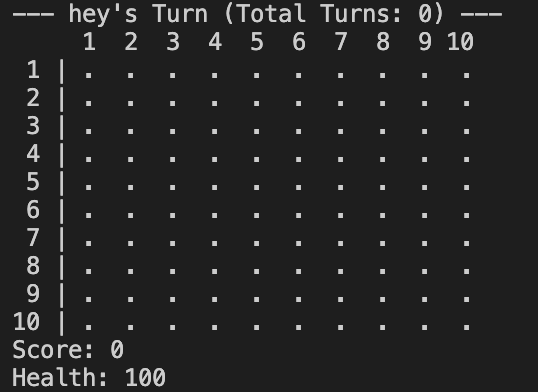 --- hey's Turn (Total Turns: 0) ---
     1  2  3  4  5  6  7  8  9 10
 1 | .  .  .  .  .  .  .  .  .  .
 2 | .  .  .  .  .  .  .  .  .  .
 3 | .  .  .  .  .  .  .  .  .  .
 4 | .  .  .  .  .  .  .  .  .  .
 5 | .  .  .  .  .  .  .  .  .  .
 6 | .  .  .  .  .  .  .  .  .  .
 7 | .  .  .  .  .  .  .  .  .  .
 8 | .  .  .  .  .  .  .  .  .  .
 9 | .  .  .  .  .  .  .  .  .  .
10 | .  .  .  .  .  .  .  .  .  .
Score: 0
Health: 100